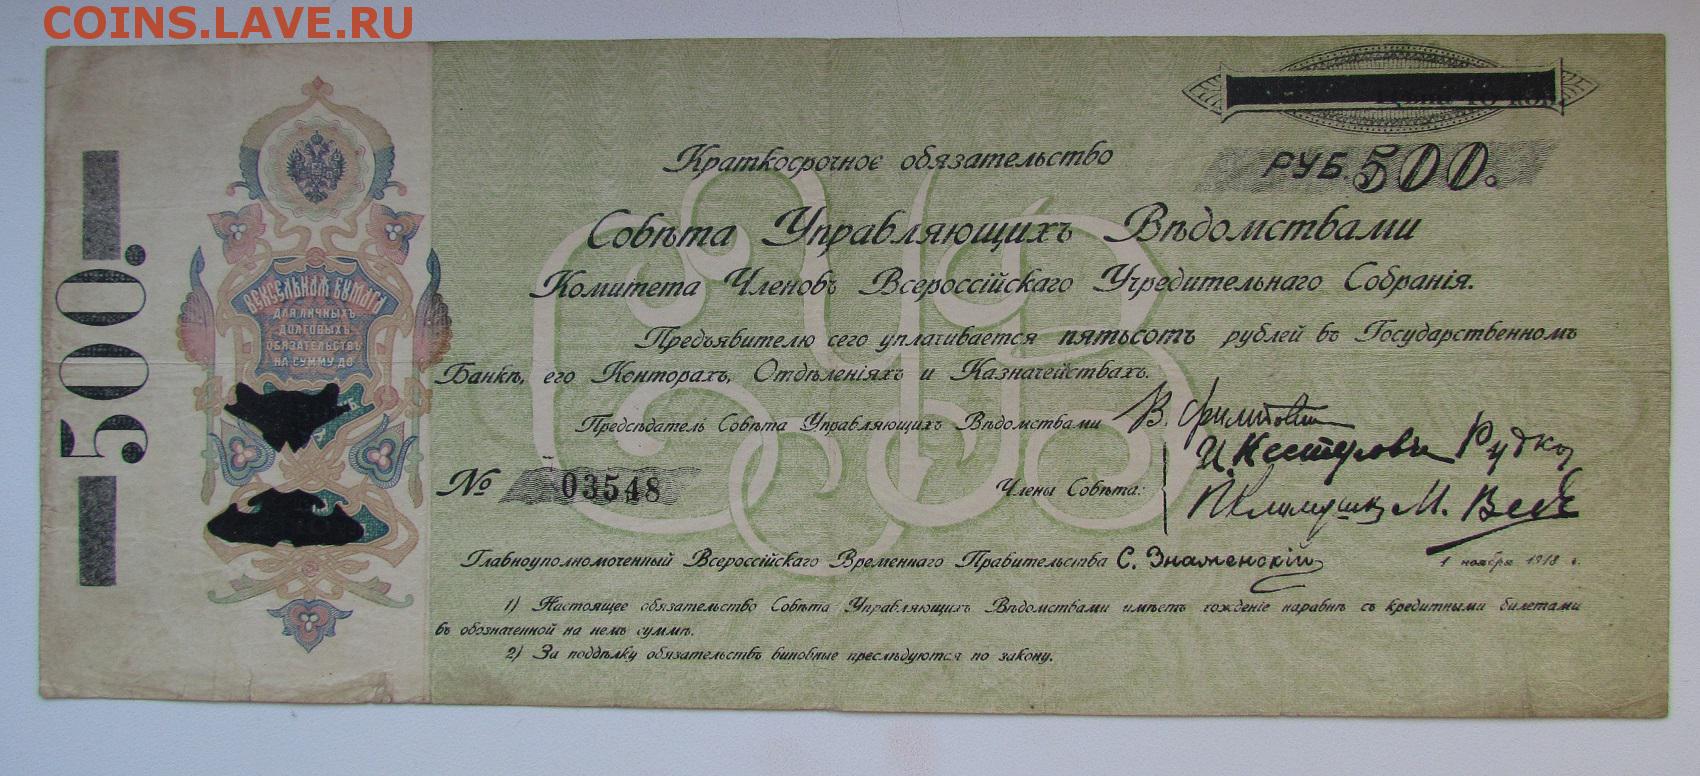 COINS.LAVE.RU
500.
ВЕКСЕЛЬНАЯ БУМАГА
ДЛЯ ЛИЧНЫХЪ
ДОЛГОВЫХЪ
ОБЯЗАТЕЛЬСТВЪ
НА СУММУ ДО
Краткосрочное обязательство
РУБ. 500.
Совѣта Управляющихъ Вѣдомствами
Комитета Членовъ Всероссійскаго Учредительнаго Собранія.
Предъявителю сего уплачивается пятьсотъ рублей въ Государственномъ
Банкѣ, его Конторахъ, Отдѣленіяхъ и Казначействахъ.
Предсѣдатель Совѣта Управляющихъ Вѣдомствами В.
И. Нестеровъ Рудко
№ 03548
Члены Совѣта: М.
Главноуполномоченный Всероссійскаго Временнаго Правительства С. Знаменскій
1 ноября 1918 г.
1) Настоящее обязательство Совѣта Управляющихъ Вѣдомствами имѣетъ хожденіе наравнѣ съ кредитными билетами
въ обозначенной на немъ суммѣ.
2) За поддѣлку обязательствъ виновные преслѣдуются по закону.